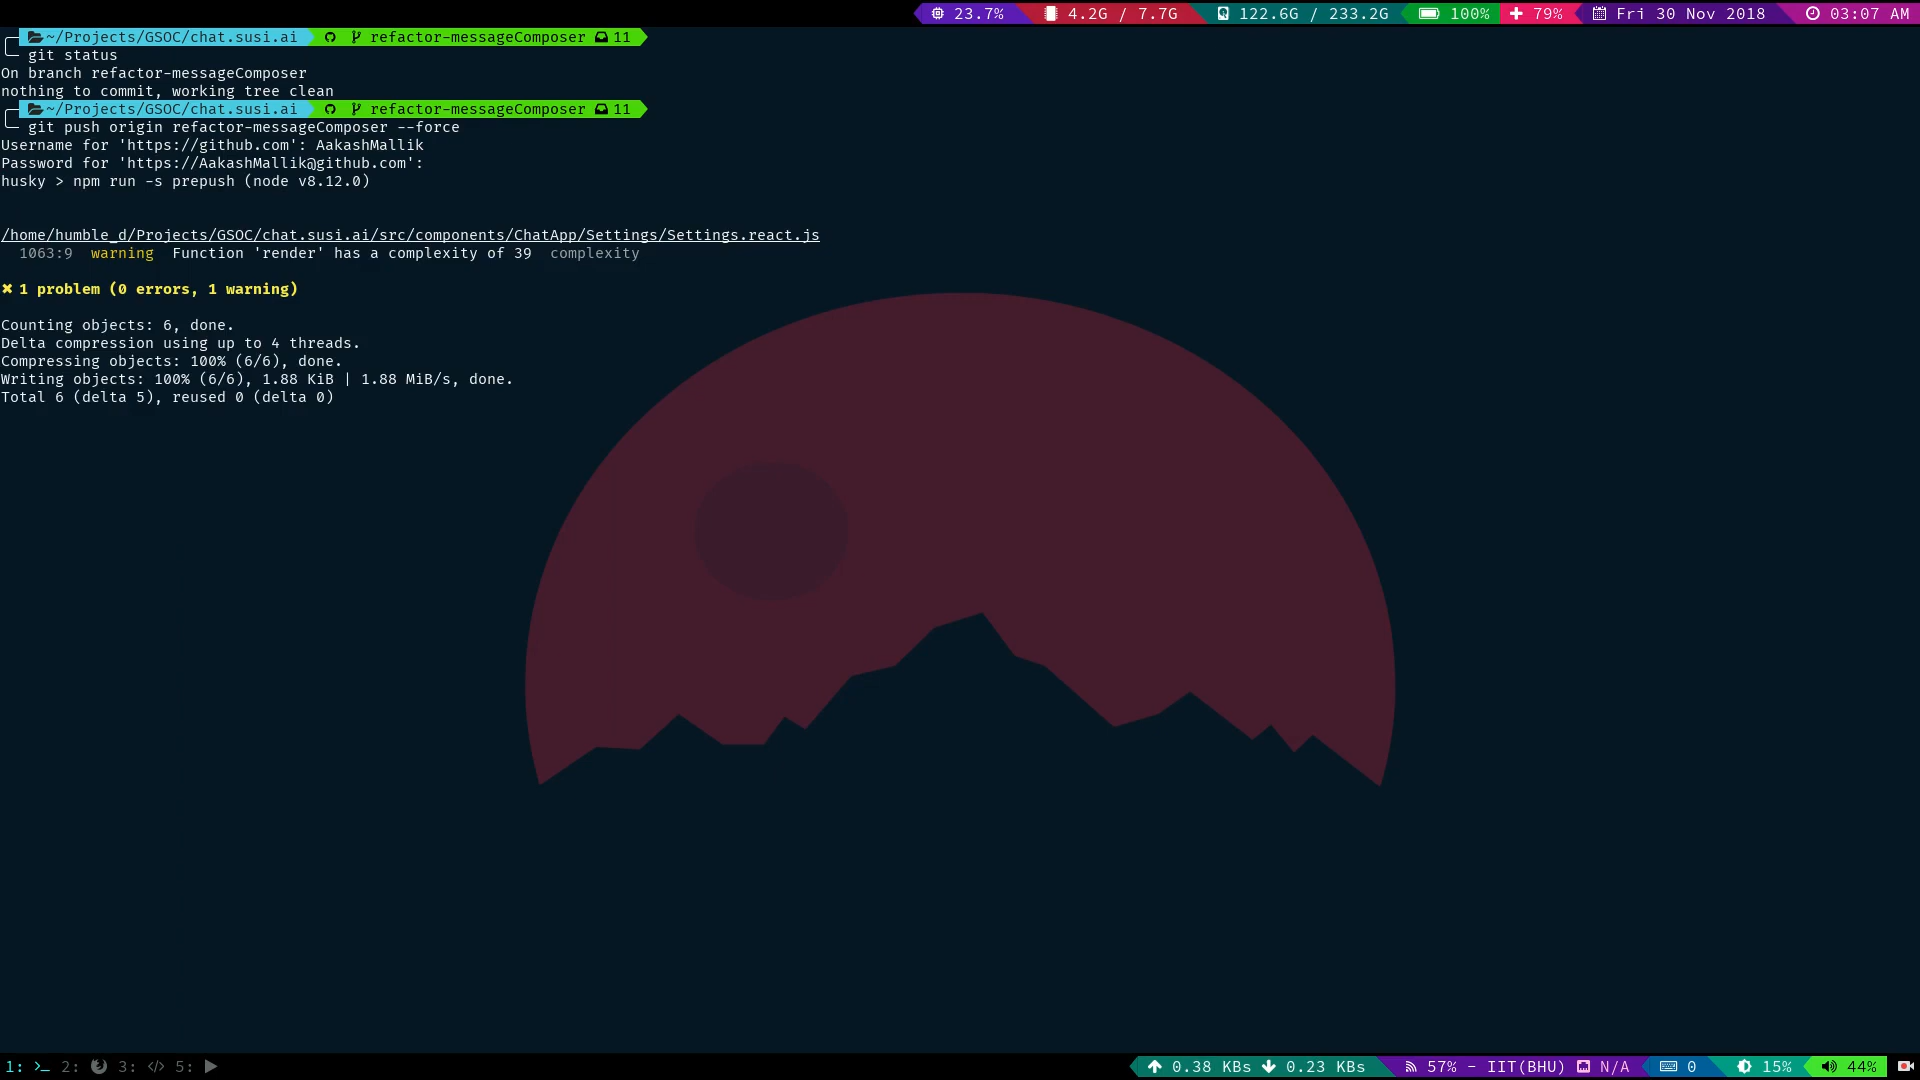 23.7% 4.2G / 7.7G 122.6G / 233.2G 100% 79% Fri 30 Nov 2018 03:07 AM
~/Projects/GSOC/chat.susi.ai refactor-messageComposer 11
git status
On branch refactor-messageComposer
nothing to commit, working tree clean
~/Projects/GSOC/chat.susi.ai refactor-messageComposer 11
git push origin refactor-messageComposer --force
Username for 'https://github.com': AakashMallik
Password for 'https://AakashMallik@github.com':
husky > npm run -s prepush (node v8.12.0)
/home/humble_d/Projects/GSOC/chat.susi.ai/src/components/ChatApp/Settings/Settings.react.js
1063:9 warning Function 'render' has a complexity of 39 complexity
✖ 1 problem (0 errors, 1 warning)
Counting objects: 6, done.
Delta compression using up to 4 threads.
Compressing objects: 100% (6/6), done.
Writing objects: 100% (6/6), 1.88 KiB | 1.88 MiB/s, done.
Total 6 (delta 5), reused 0 (delta 0)
1: >_ 2: 3: </> 5: 0.38 KBs 0.23 KBs 57% - IIT(BHU) N/A 0 15% 44%